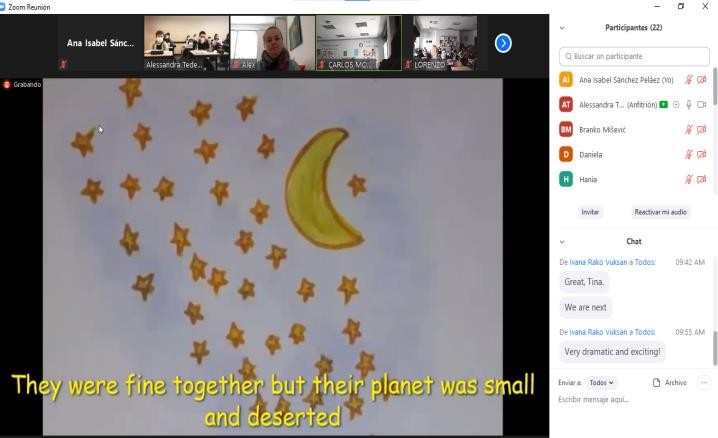 Zoom Reunión
Ana Isabel Sánc...
Alessandra Tede...
Alex
CARLOS MO...
LORENZO
Grabando
They were fine together but their planet was small
and deserted
Participantes (22)
Buscar un participante
AI Ana Isabel Sánchez Peláez (Yo)
AT Alessandra T... (Anfitrión)
BM Branko Mišević
D Daniela
H Hania
Invitar Reactivar mi audio
Chat
De Ivana Rako Vuksan a Todos: 09:42 AM
Great, Tina.
We are next
De Ivana Rako Vuksan a Todos: 09:55 AM
Very dramatic and exciting!
Enviar a: Todos Archivo ...
Escribir mensaje aquí...